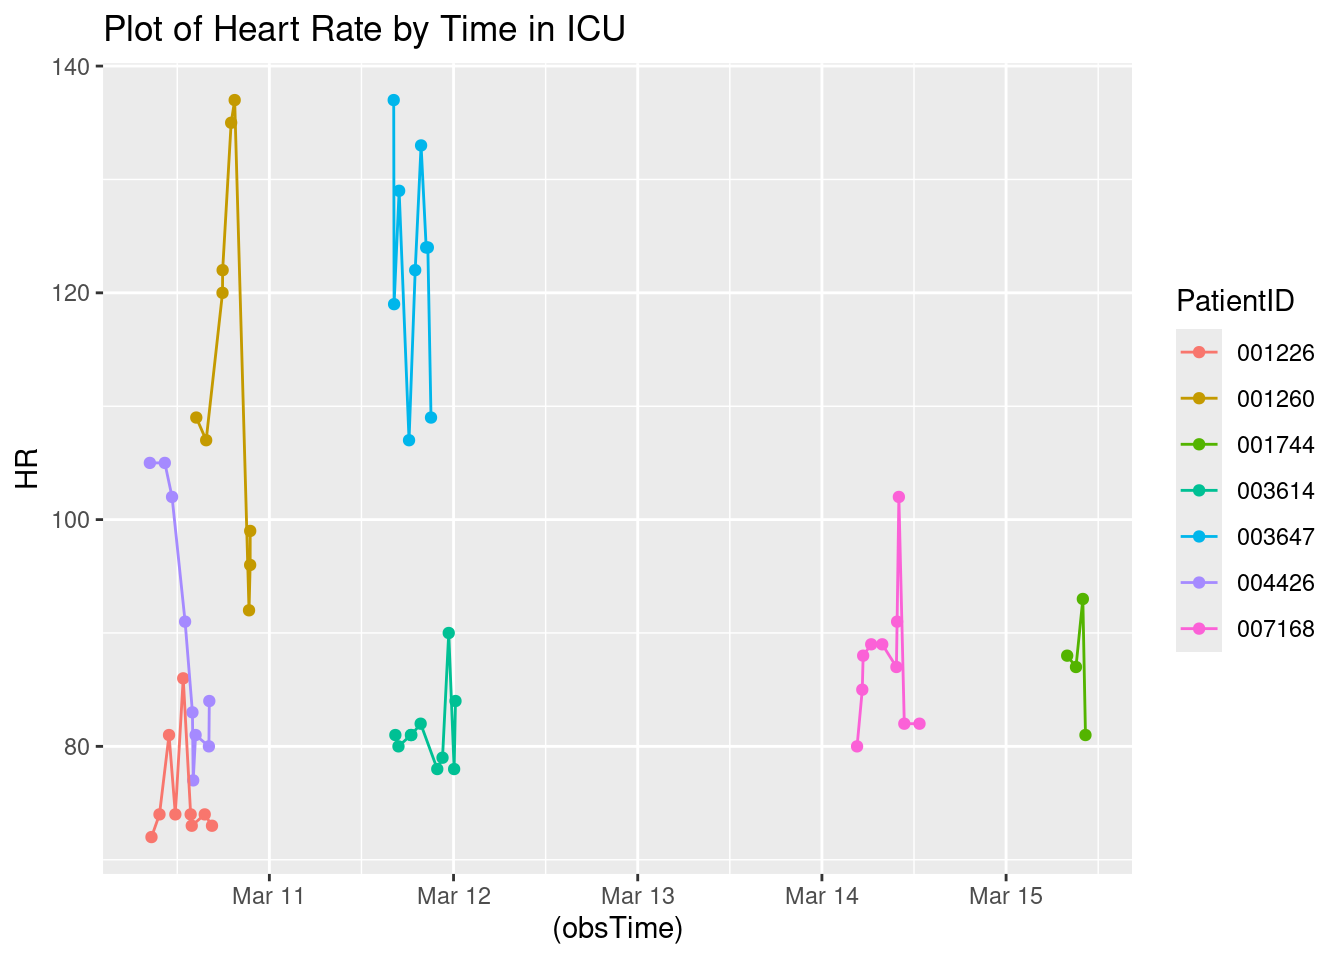 Plot of Heart Rate by Time in ICU
140
120
100
80
HR
Mar 11
Mar 12
Mar 13
Mar 14
Mar 15
(obsTime)
PatientID
001226
001260
001744
003614
003647
004426
007168